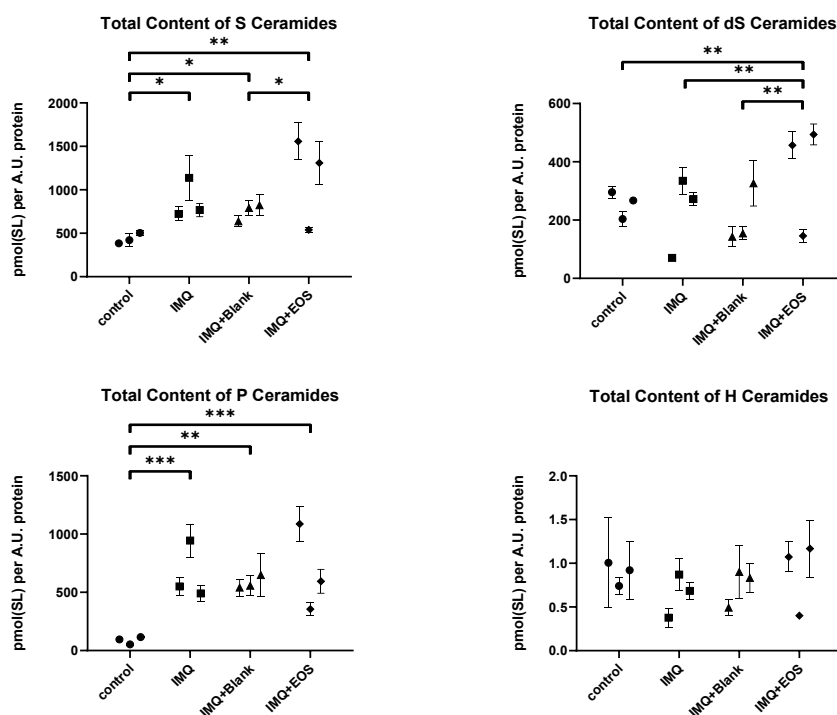 Total Content of S Ceramides
**
*
*
*
pmol(SL) per A.U. protein
2000
1500
1000
500
0
control
IMQ
IMQ+Blank
IMQ+EOS
Total Content of dS Ceramides
**
**
**
pmol(SL) per A.U. protein
600
400
200
0
control
IMQ
IMQ+Blank
IMQ+EOS
Total Content of P Ceramides
***
**
***
pmol(SL) per A.U. protein
1500
1000
500
0
control
IMQ
IMQ+Blank
IMQ+EOS
Total Content of H Ceramides
pmol(SL) per A.U. protein
2.0
1.5
1.0
0.5
0.0
control
IMQ
IMQ+Blank
IMQ+EOS